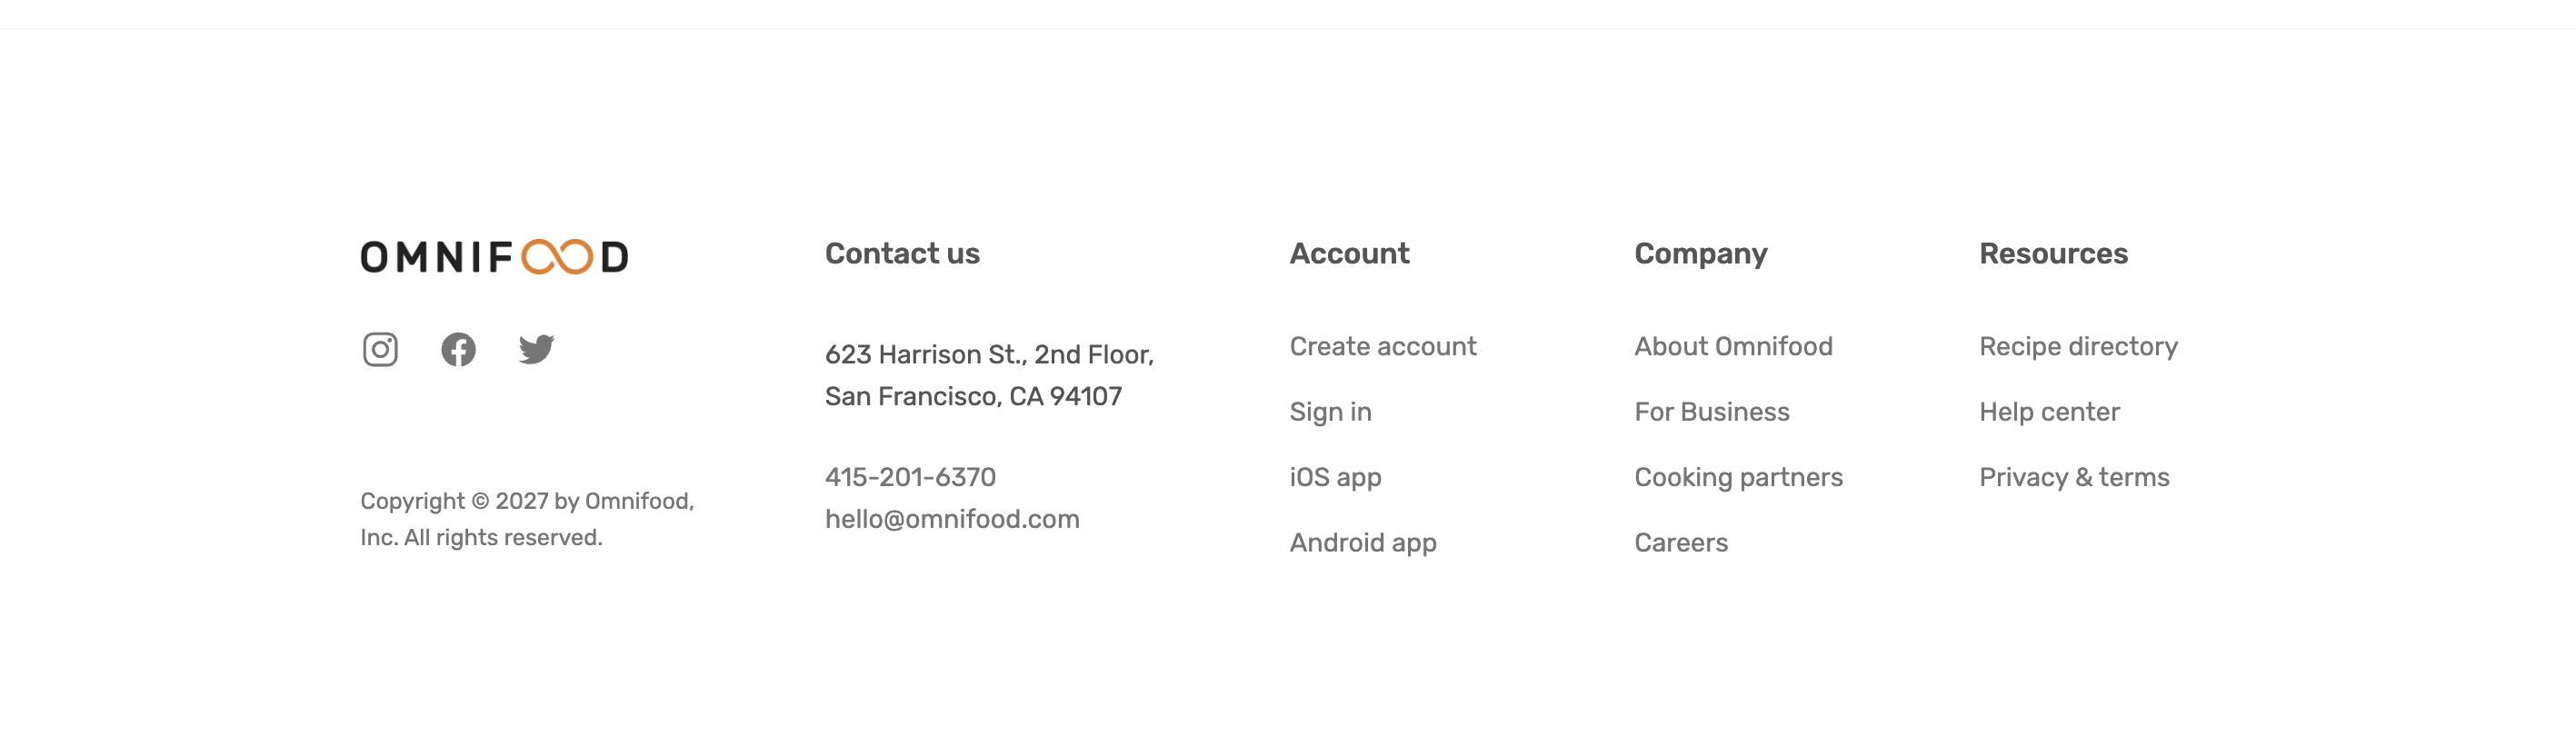 OMNIFOOD
Copyright © 2027 by Omnifood,
Inc. All rights reserved.
Contact us
623 Harrison St., 2nd Floor,
San Francisco, CA 94107
415-201-6370
hello@omnifood.com
Account
Create account
Sign in
iOS app
Android app
Company
About Omnifood
For Business
Cooking partners
Careers
Resources
Recipe directory
Help center
Privacy & terms